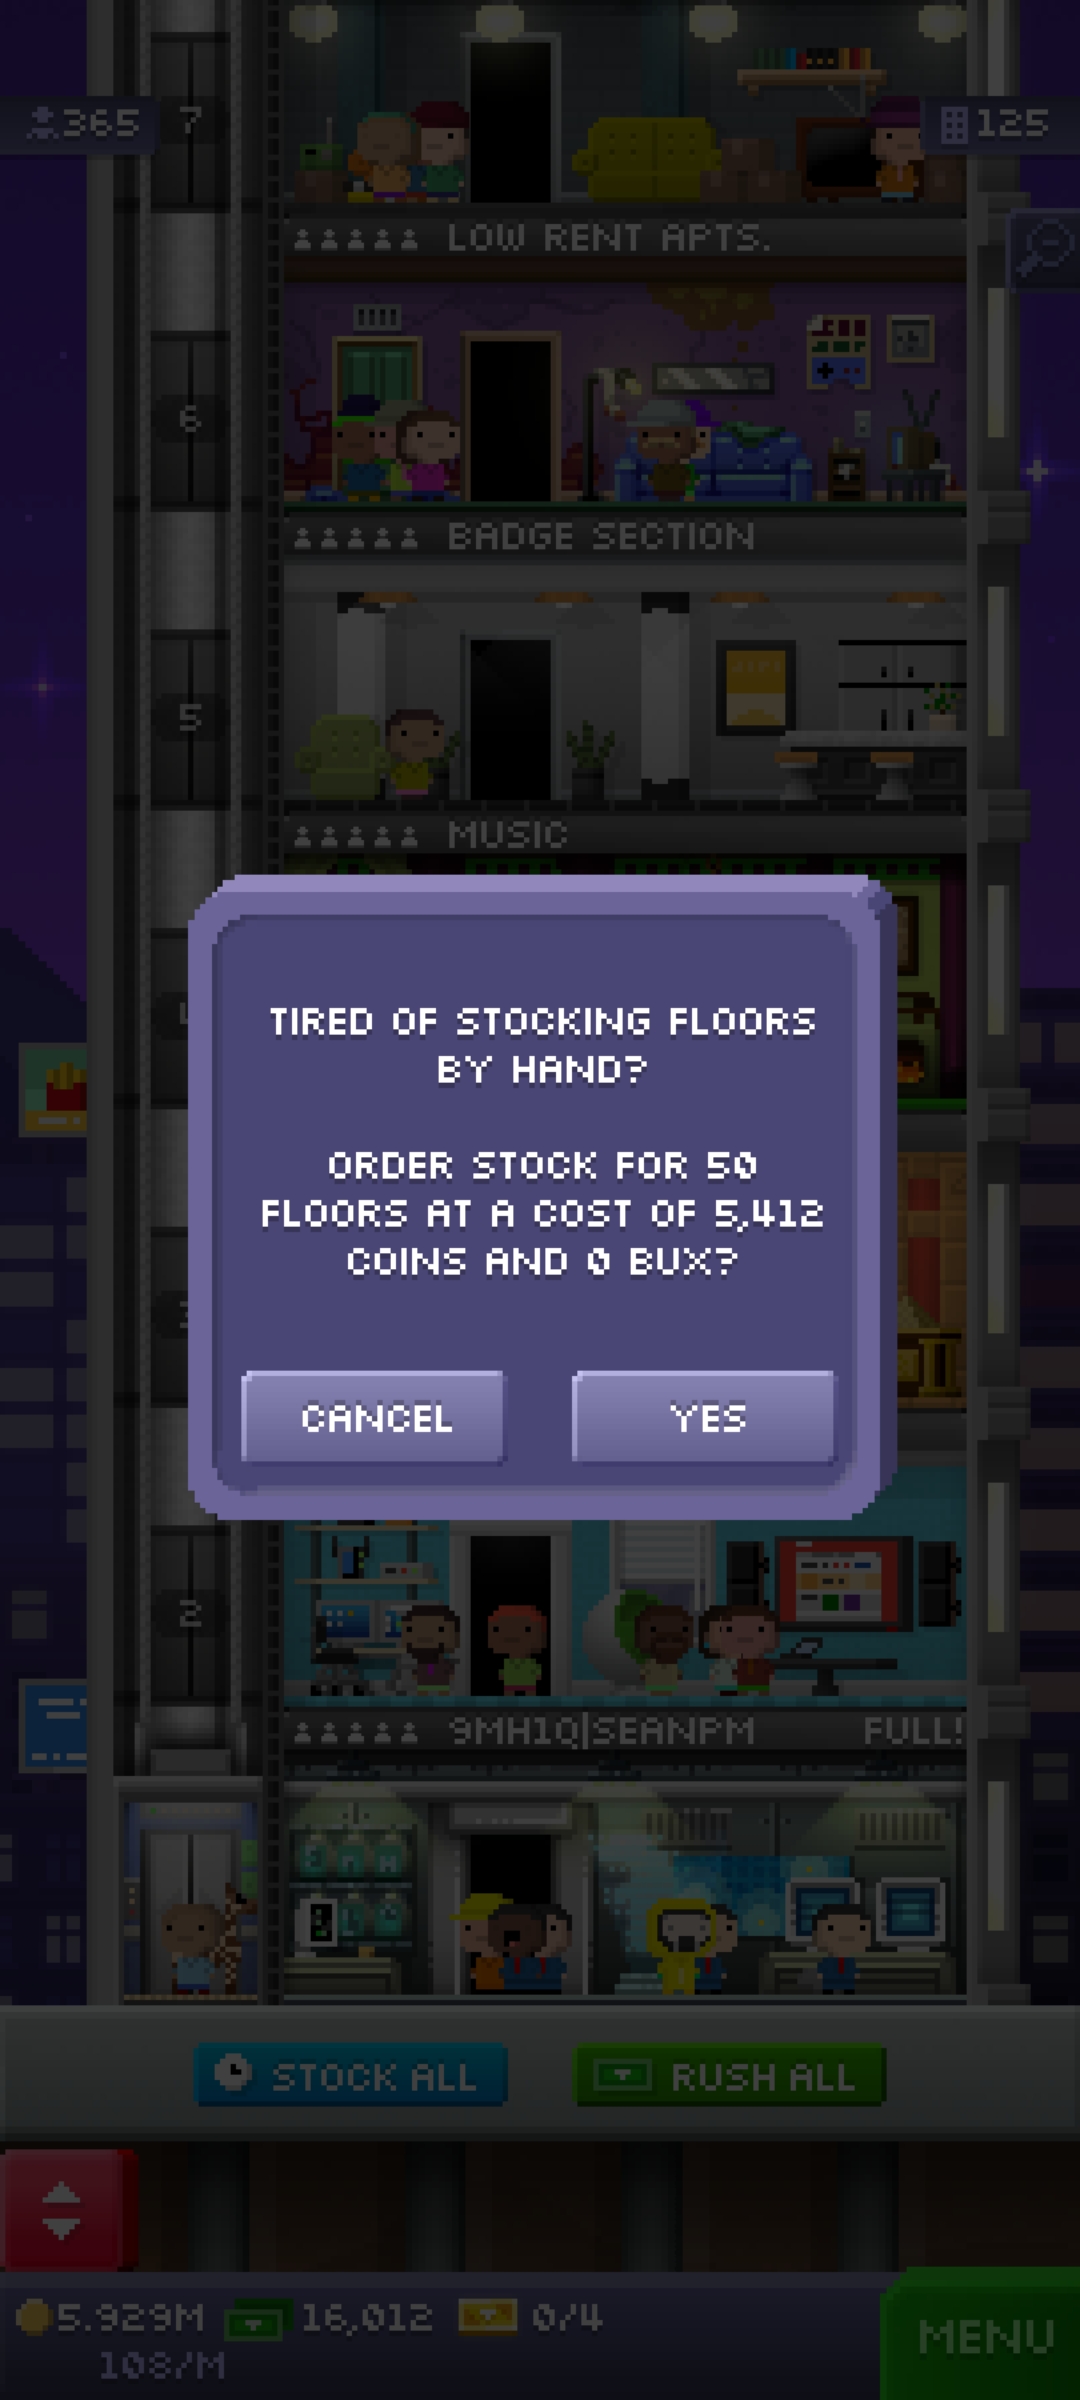 365
7
125
LOW RENT APTS.
6
BADGE SECTION
5
MUSIC
TIRED OF STOCKING FLOORS
BY HAND?
ORDER STOCK FOR 50
FLOORS AT A COST OF 5,412
COINS AND 0 BUX?
CANCEL
YES
2
9MH1Q|SEANPM
FULL!
STOCK ALL
RUSH ALL
5.929M
16,012
0/4
108/M
MENU